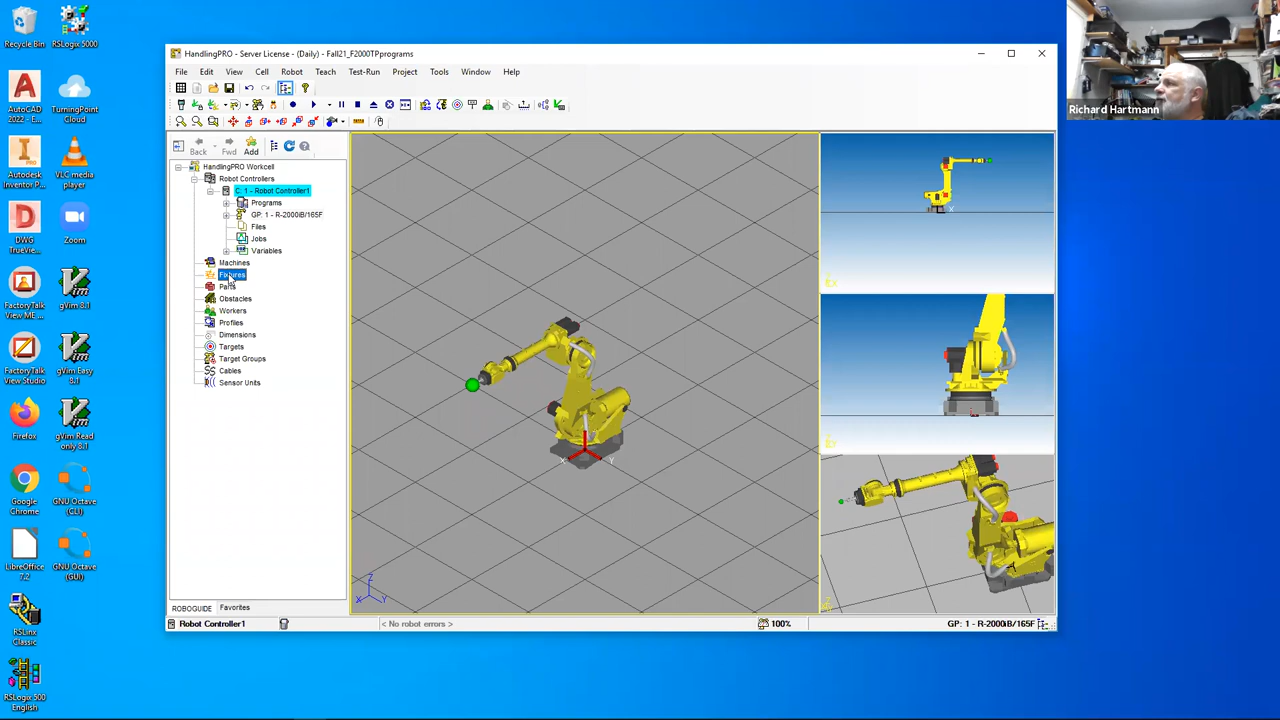 Recycle Bin
RSLogix 5000
AutoCAD 2022 - E...
TurningPoint Cloud
Autodesk Inventor P...
VLC media player
DWG TrueView...
Zoom
FactoryTalk View ME ...
gVim 8.1
FactoryTalk View Studio
gVim Easy 8.1
Firefox
gVim Read only 8.1
Google Chrome
GNU Octave (CLI)
LibreOffice 7.2
GNU Octave (GUI)
RSLinx Classic
RSLogix 500 English
HandlingPRO - Server License - (Daily) - Fall21_F2000TPprograms
File Edit View Cell Robot Teach Test-Run Project Tools Window Help
Back Fwd Add
HandlingPRO Workcell
Robot Controllers
C: 1 - Robot Controller1
Programs
GP: 1 - R-2000iB/165F
Files
Jobs
Variables
Machines
Fixtures
Parts
Obstacles
Workers
Profiles
Dimensions
Targets
Target Groups
Cables
Sensor Units
X Y
Z
X Y
X
ROBOGUIDE Favorites
Robot Controller1 < No robot errors > 100% GP: 1 - R-2000iB/165F
Richard Hartmann